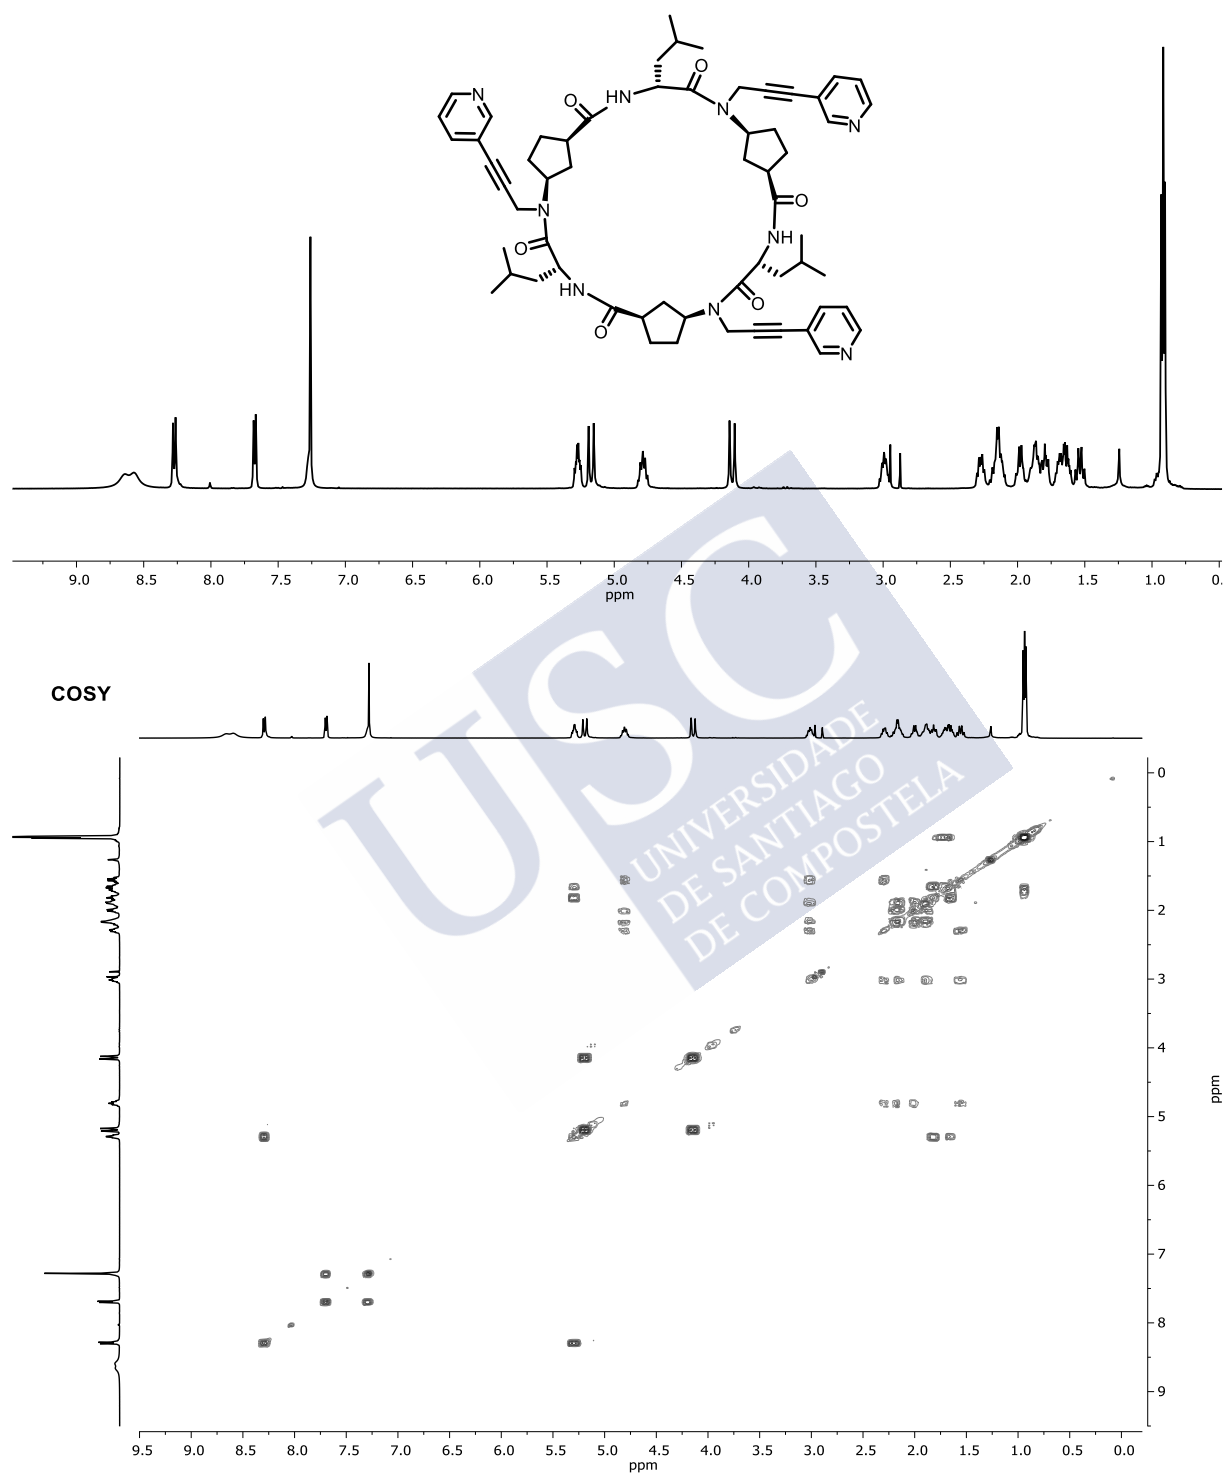 N
O
HN
O
O
N
N
N
O
N
O
NH
HN
O
O
N
N
9.0 8.5 8.0 7.5 7.0 6.5 6.0 5.5 5.0 4.5 4.0 3.5 3.0 2.5 2.0 1.5 1.0 0.
ppm
COSY
USC
UNIVERSIDADE
DE SANTIAGO
DE COMPOSTELA
0
1
2
3
4
5
6
7
8
9
ppm
9.5 9.0 8.5 8.0 7.5 7.0 6.5 6.0 5.5 5.0 4.5 4.0 3.5 3.0 2.5 2.0 1.5 1.0 0.5 0.0
ppm